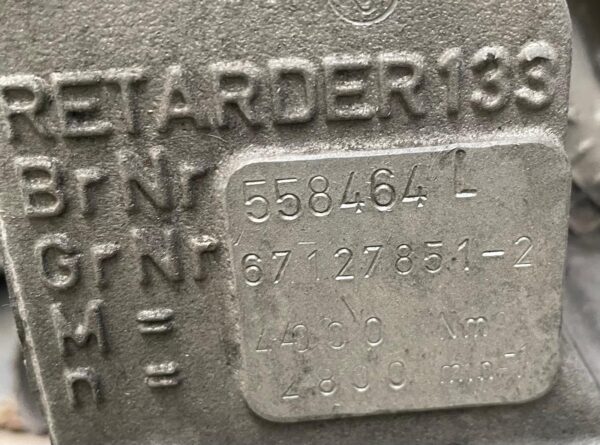 RETARDER 133
BrNr 558464 L
GrNr 67127851-2
M = 4000 Nm
n = 2800 min-1